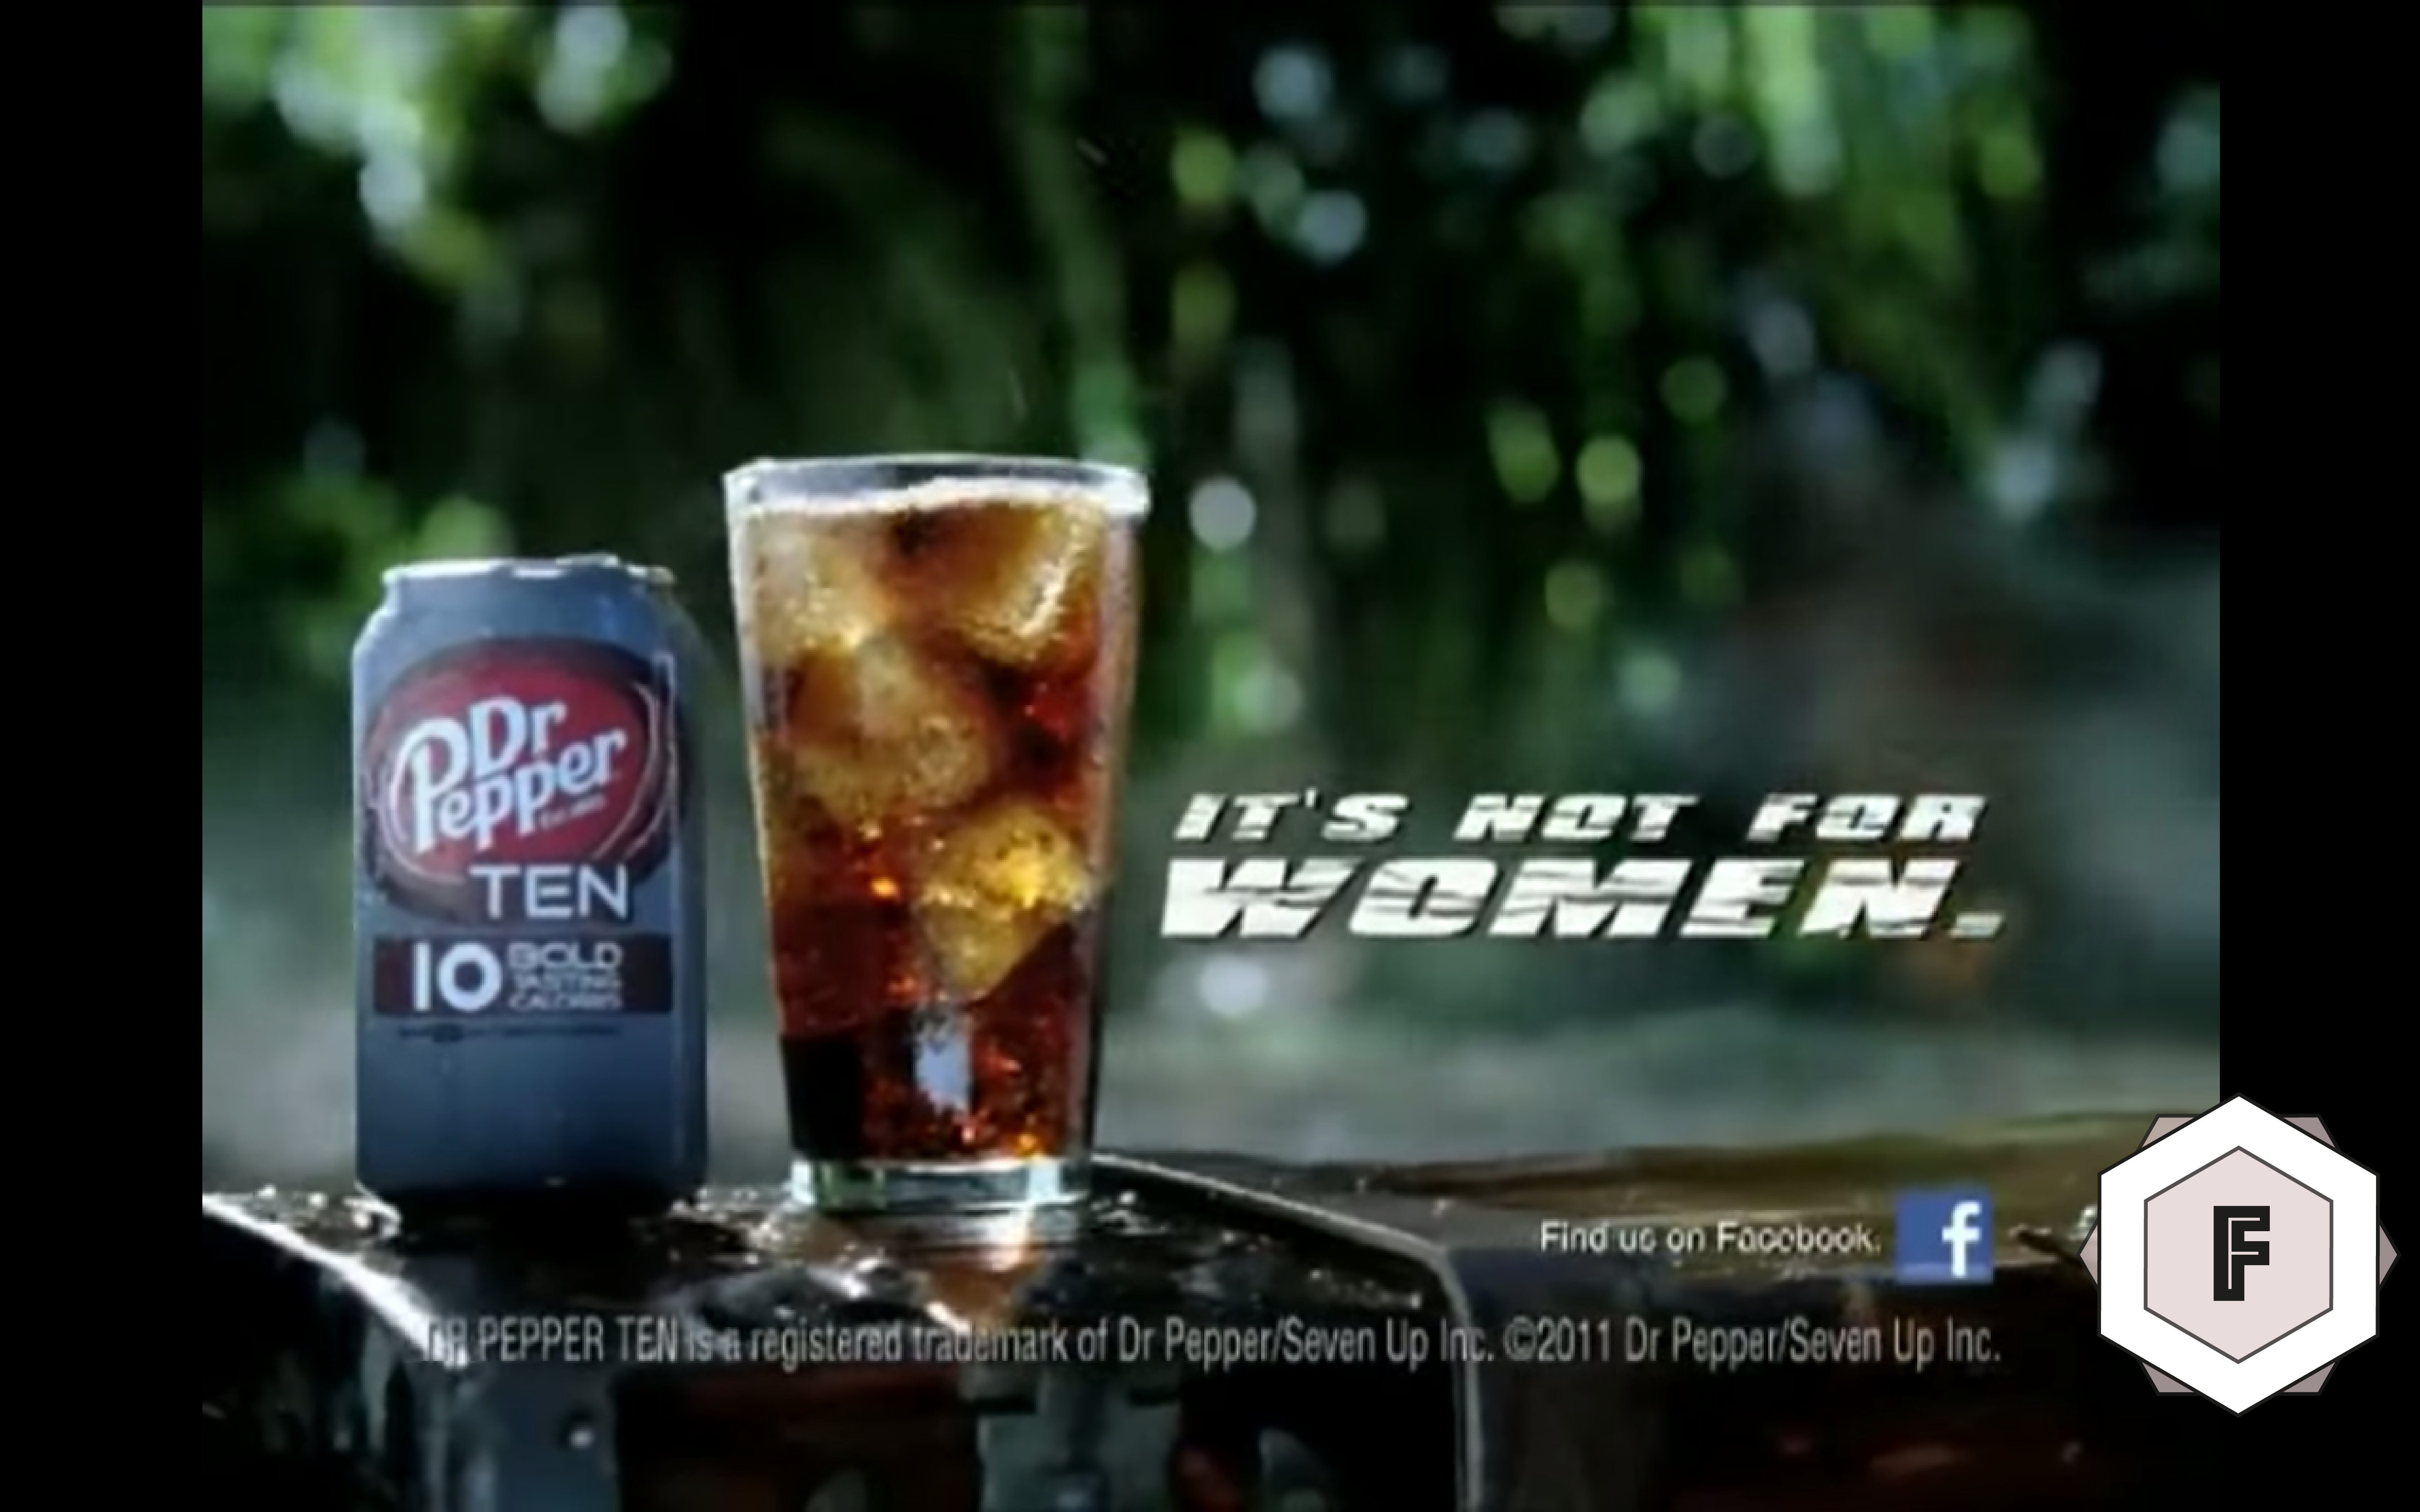 Dr
Pepper
TEN
10 BOLD
TASTING
CALORIES
IT'S NOT FOR
WOMEN.
Find us on Facebook.
f
DR PEPPER TEN is a registered trademark of Dr Pepper/Seven Up Inc. ©2011 Dr Pepper/Seven Up Inc.
F